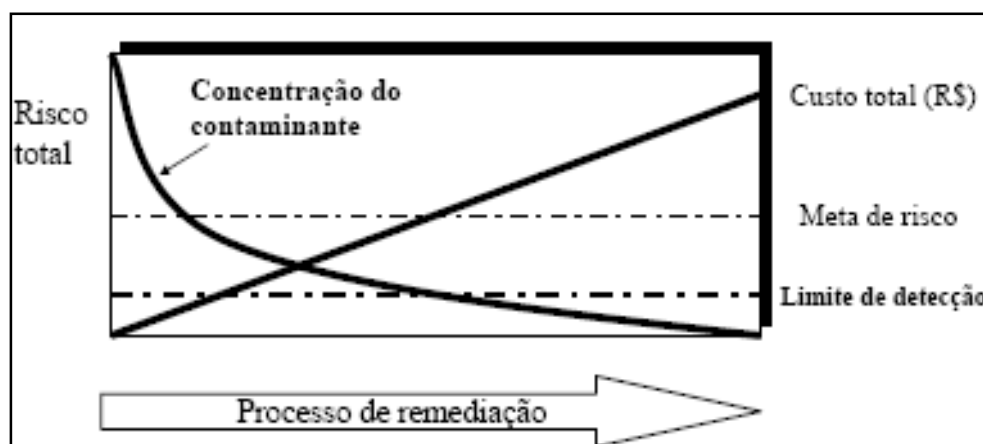 Risco
total
Concentração do
contaminante
Custo total (R$)
Meta de risco
Limite de detecção
Processo de remediação